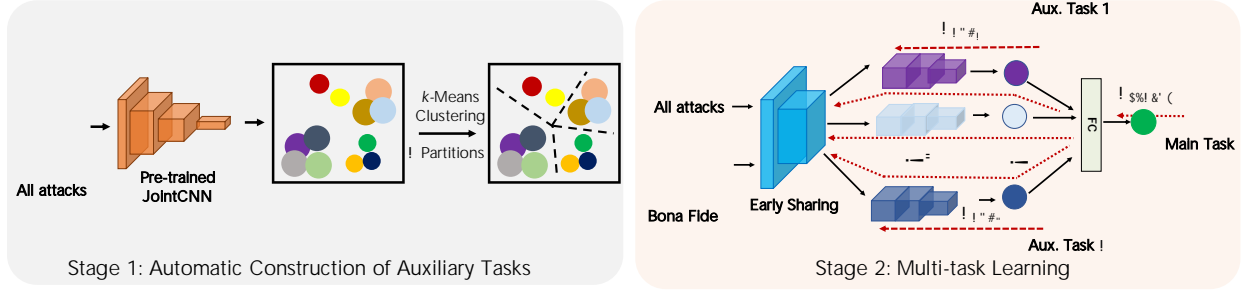 All attacks
Pre-trained
JointCNN
k-Means
Clustering
! Partitions
Stage 1: Automatic Construction of Auxiliary Tasks
Aux. Task 1
! ! " # !
All attacks
Bona Fide
Early Sharing
FC
! $%! &' (
Main Task
! ! " # "
Aux. Task !
Stage 2: Multi-task Learning